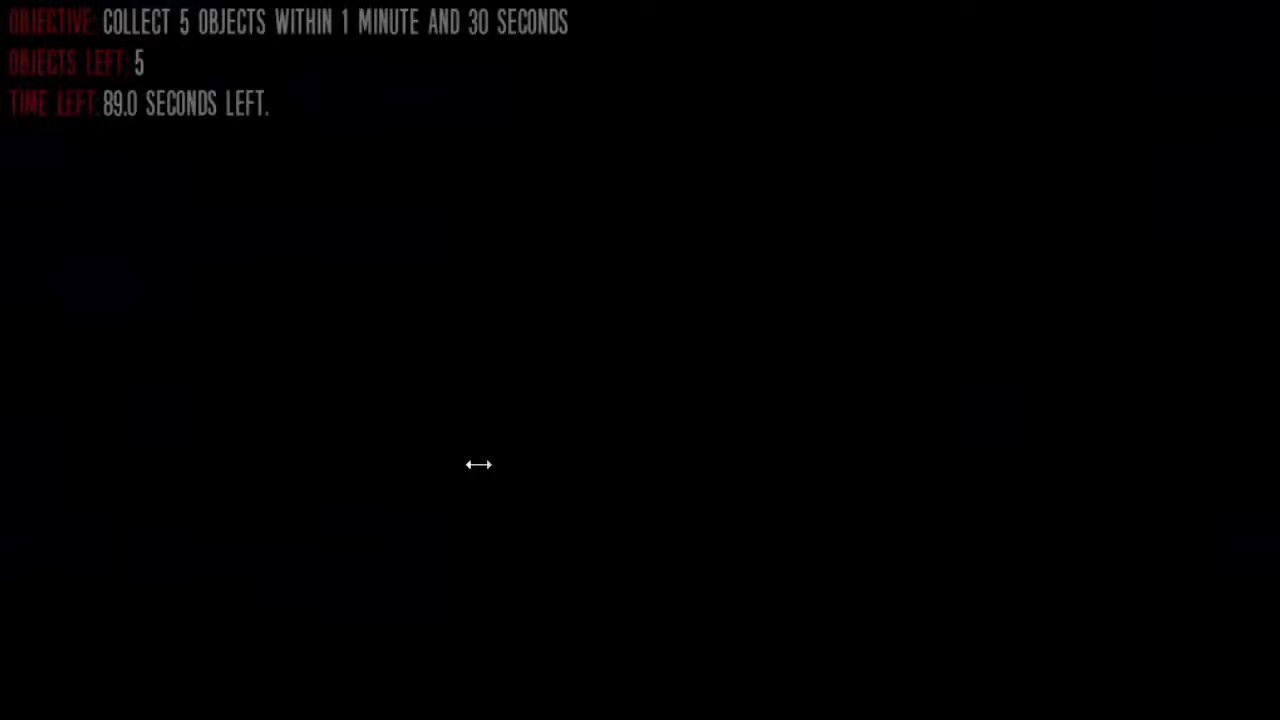 OBJECTIVE: COLLECT 5 OBJECTS WITHIN 1 MINUTE AND 30 SECONDS
OBJECTS LEFT: 5
TIME LEFT: 89.0 SECONDS LEFT.